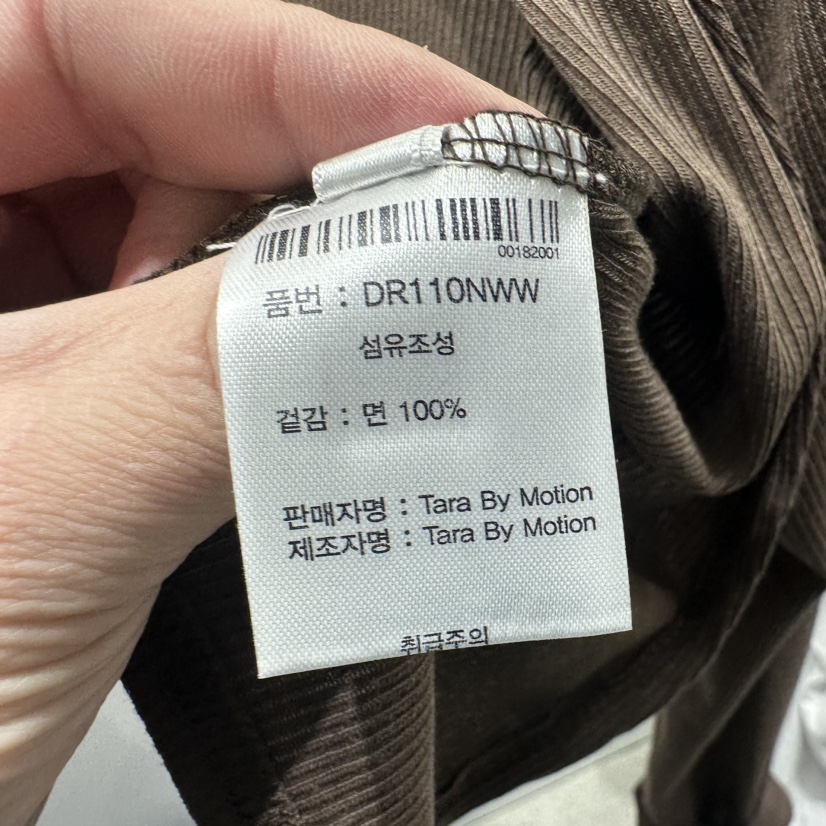 00182001
품번 : DR110NWW
섬유조성
겉감 : 면 100%
판매자명 : Tara By Motion
제조자명 : Tara By Motion
취급주의